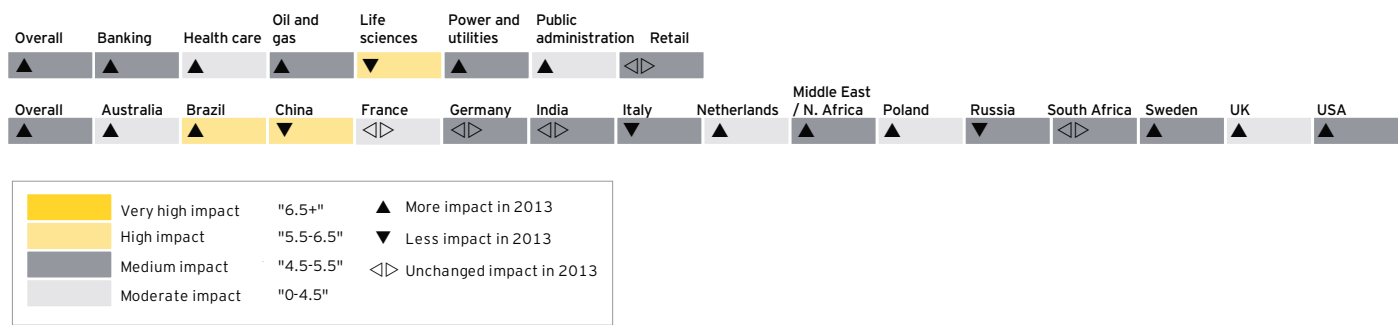 Overall Banking Health care Oil and gas Life sciences Power and utilities Public administration Retail
▲ ▲ ▲ ▲ ▼ ▲ ▲ ◁▷
Overall Australia Brazil China France Germany India Italy Netherlands Middle East / N. Africa Poland Russia South Africa Sweden UK USA
▲ ▲ ▲ ▼ ◁▷ ◁▷ ◁▷ ▼ ▲ ▲ ▲ ▼ ◁▷ ▲ ▲ ▲
Very high impact "6.5+" ▲ More impact in 2013
High impact "5.5-6.5" ▼ Less impact in 2013
Medium impact "4.5-5.5" ◁▷ Unchanged impact in 2013
Moderate impact "0-4.5"